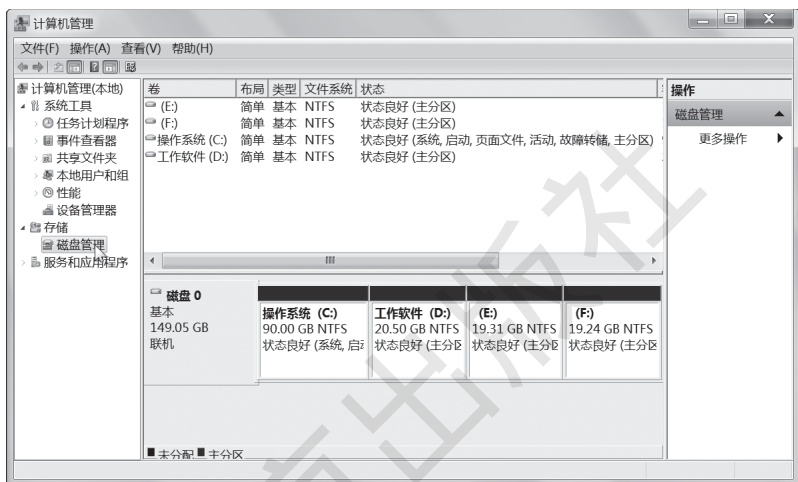 计算机管理
文件(F) 操作(A) 查看(V) 帮助(H)
计算机管理(本地)
系统工具
任务计划程序
事件查看器
共享文件夹
本地用户和组
性能
设备管理器
存储
磁盘管理
服务和应用程序
卷 布局 类型 文件系统 状态
(E:) 简单 基本 NTFS 状态良好 (主分区)
(F:) 简单 基本 NTFS 状态良好 (主分区)
操作系统 (C:) 简单 基本 NTFS 状态良好 (系统, 启动, 页面文件, 活动, 故障转储, 主分区)
工作软件 (D:) 简单 基本 NTFS 状态良好 (主分区)
操作
磁盘管理
更多操作
磁盘 0
基本
149.05 GB
联机
操作系统 (C:)
90.00 GB NTFS
状态良好 (系统, 启
工作软件 (D:)
20.50 GB NTFS
状态良好 (主分区
(E:)
19.31 GB NTFS
状态良好 (主分区
(F:)
19.24 GB NTFS
状态良好 (主分区
未分配 主分区
出版社